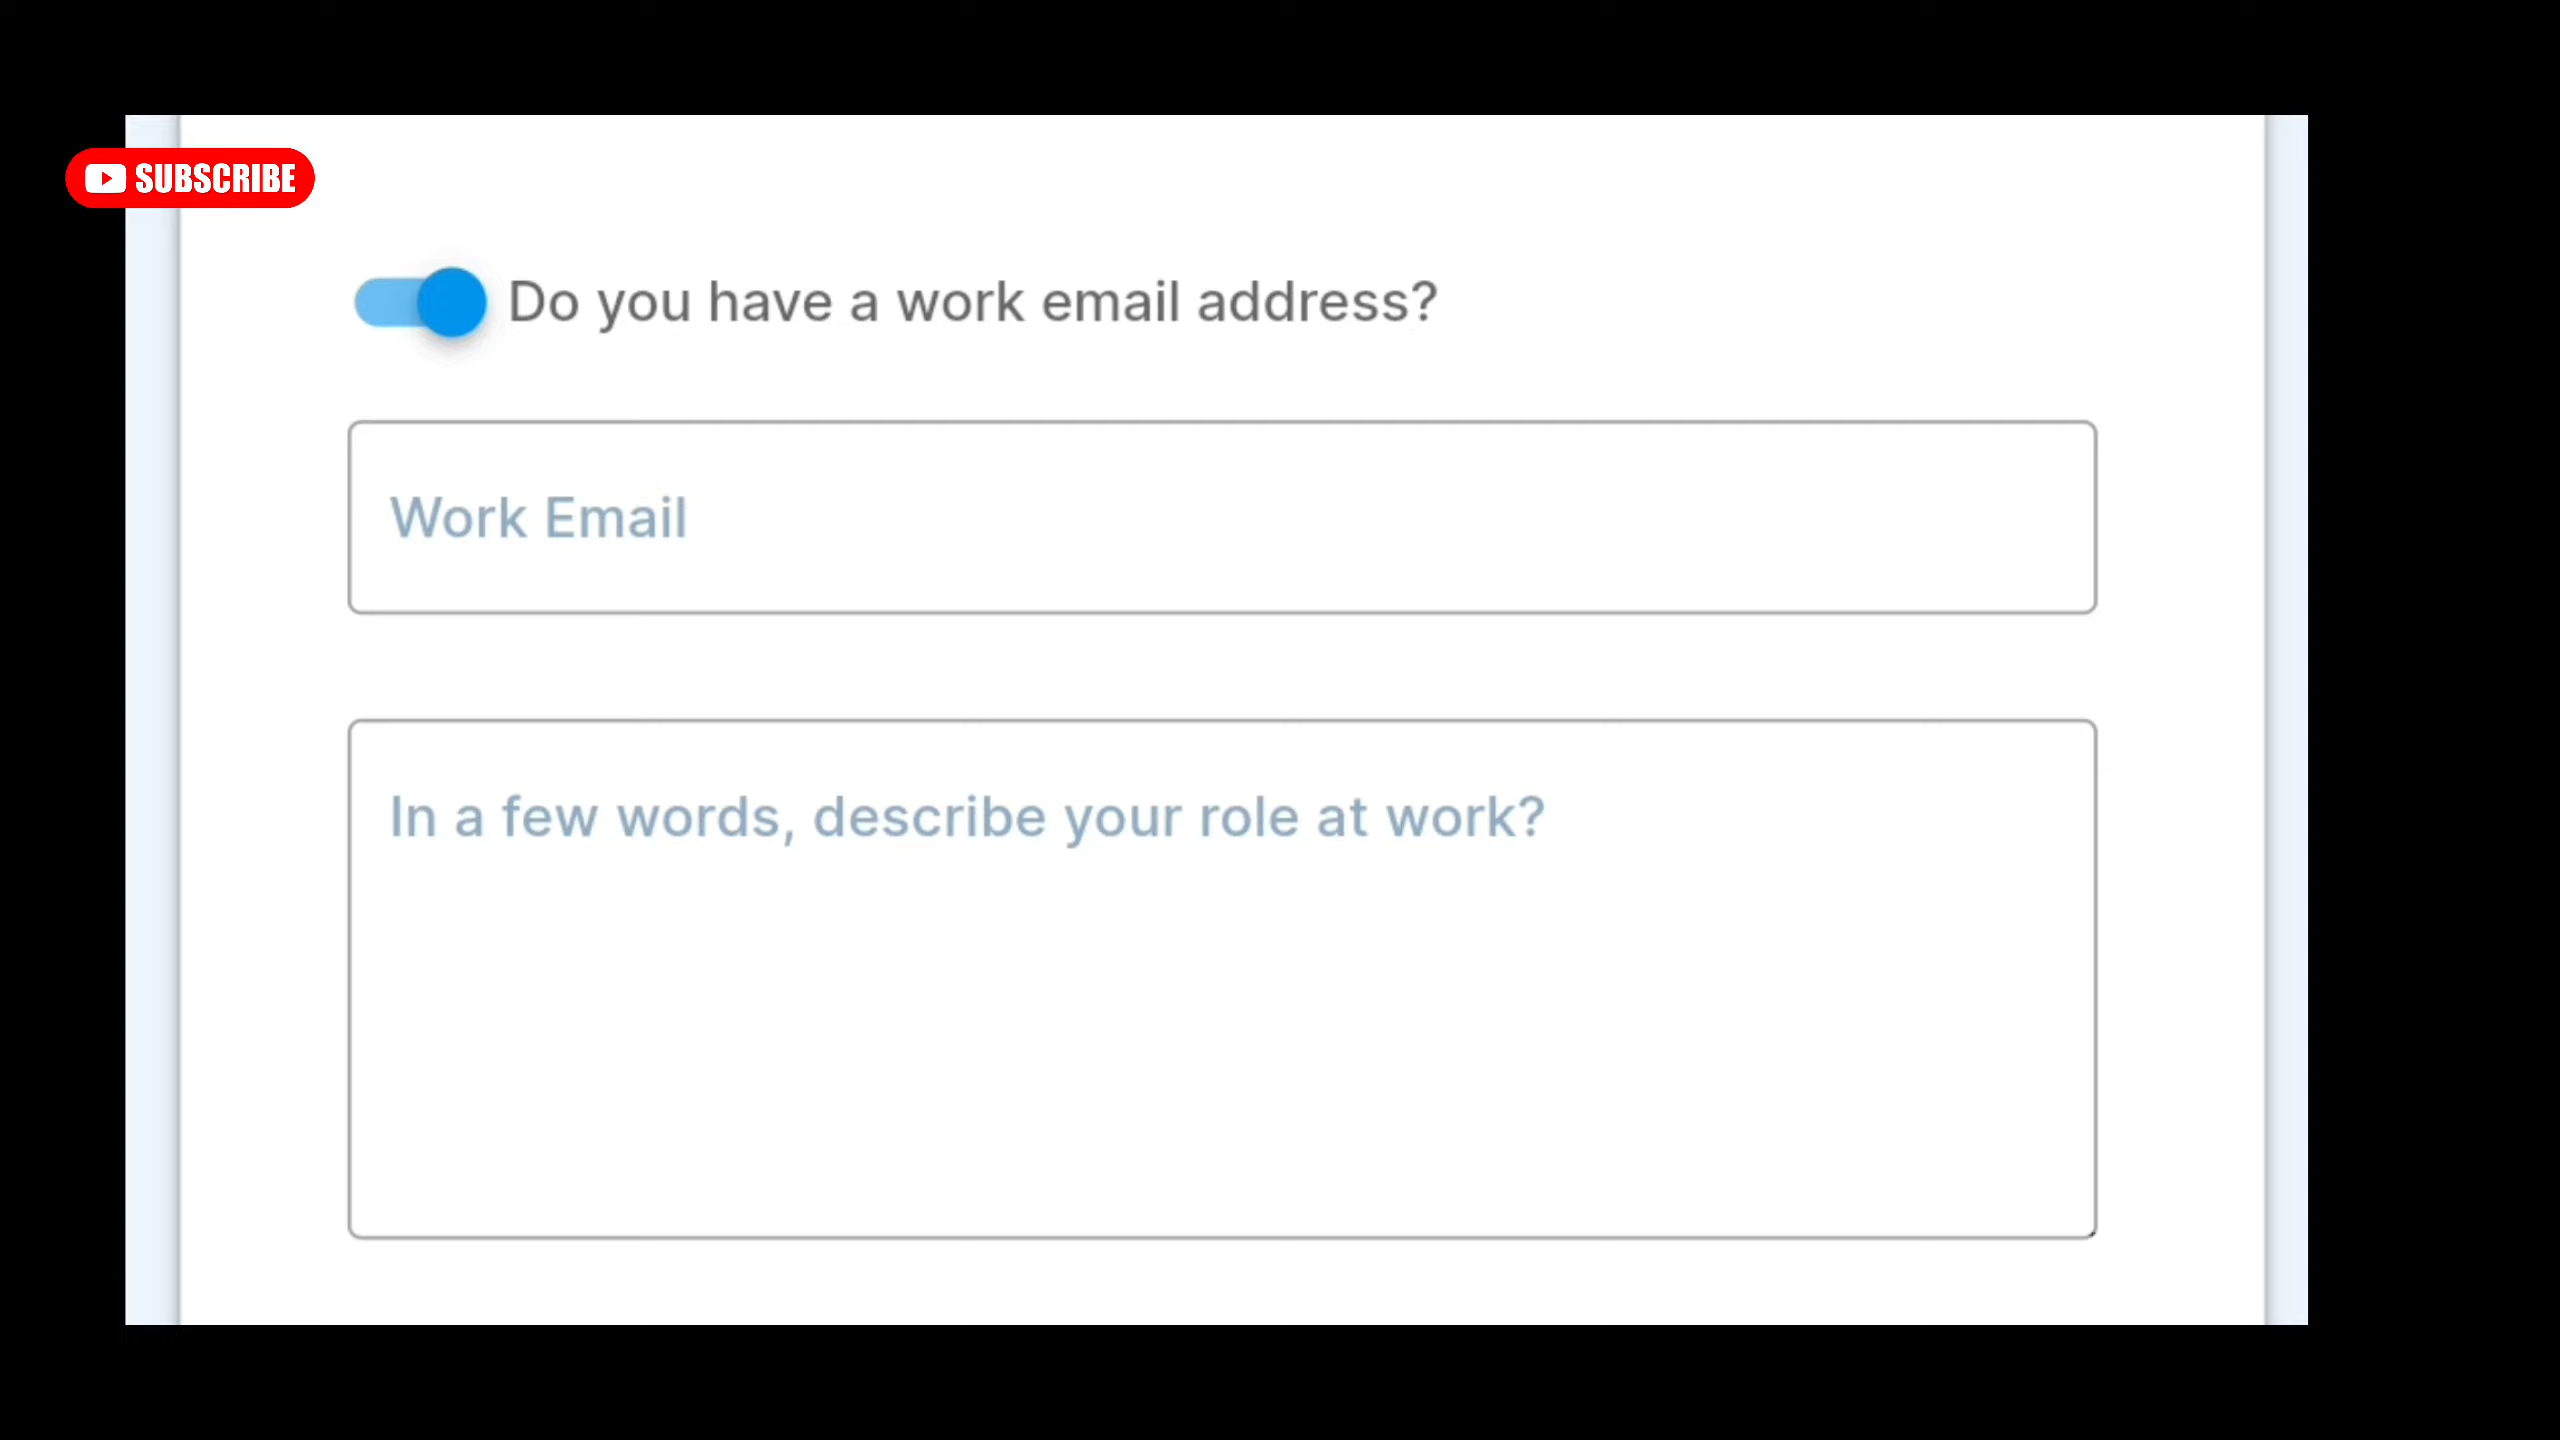 SUBSCRIBE
Do you have a work email address?
Work Email
In a few words, describe your role at work?